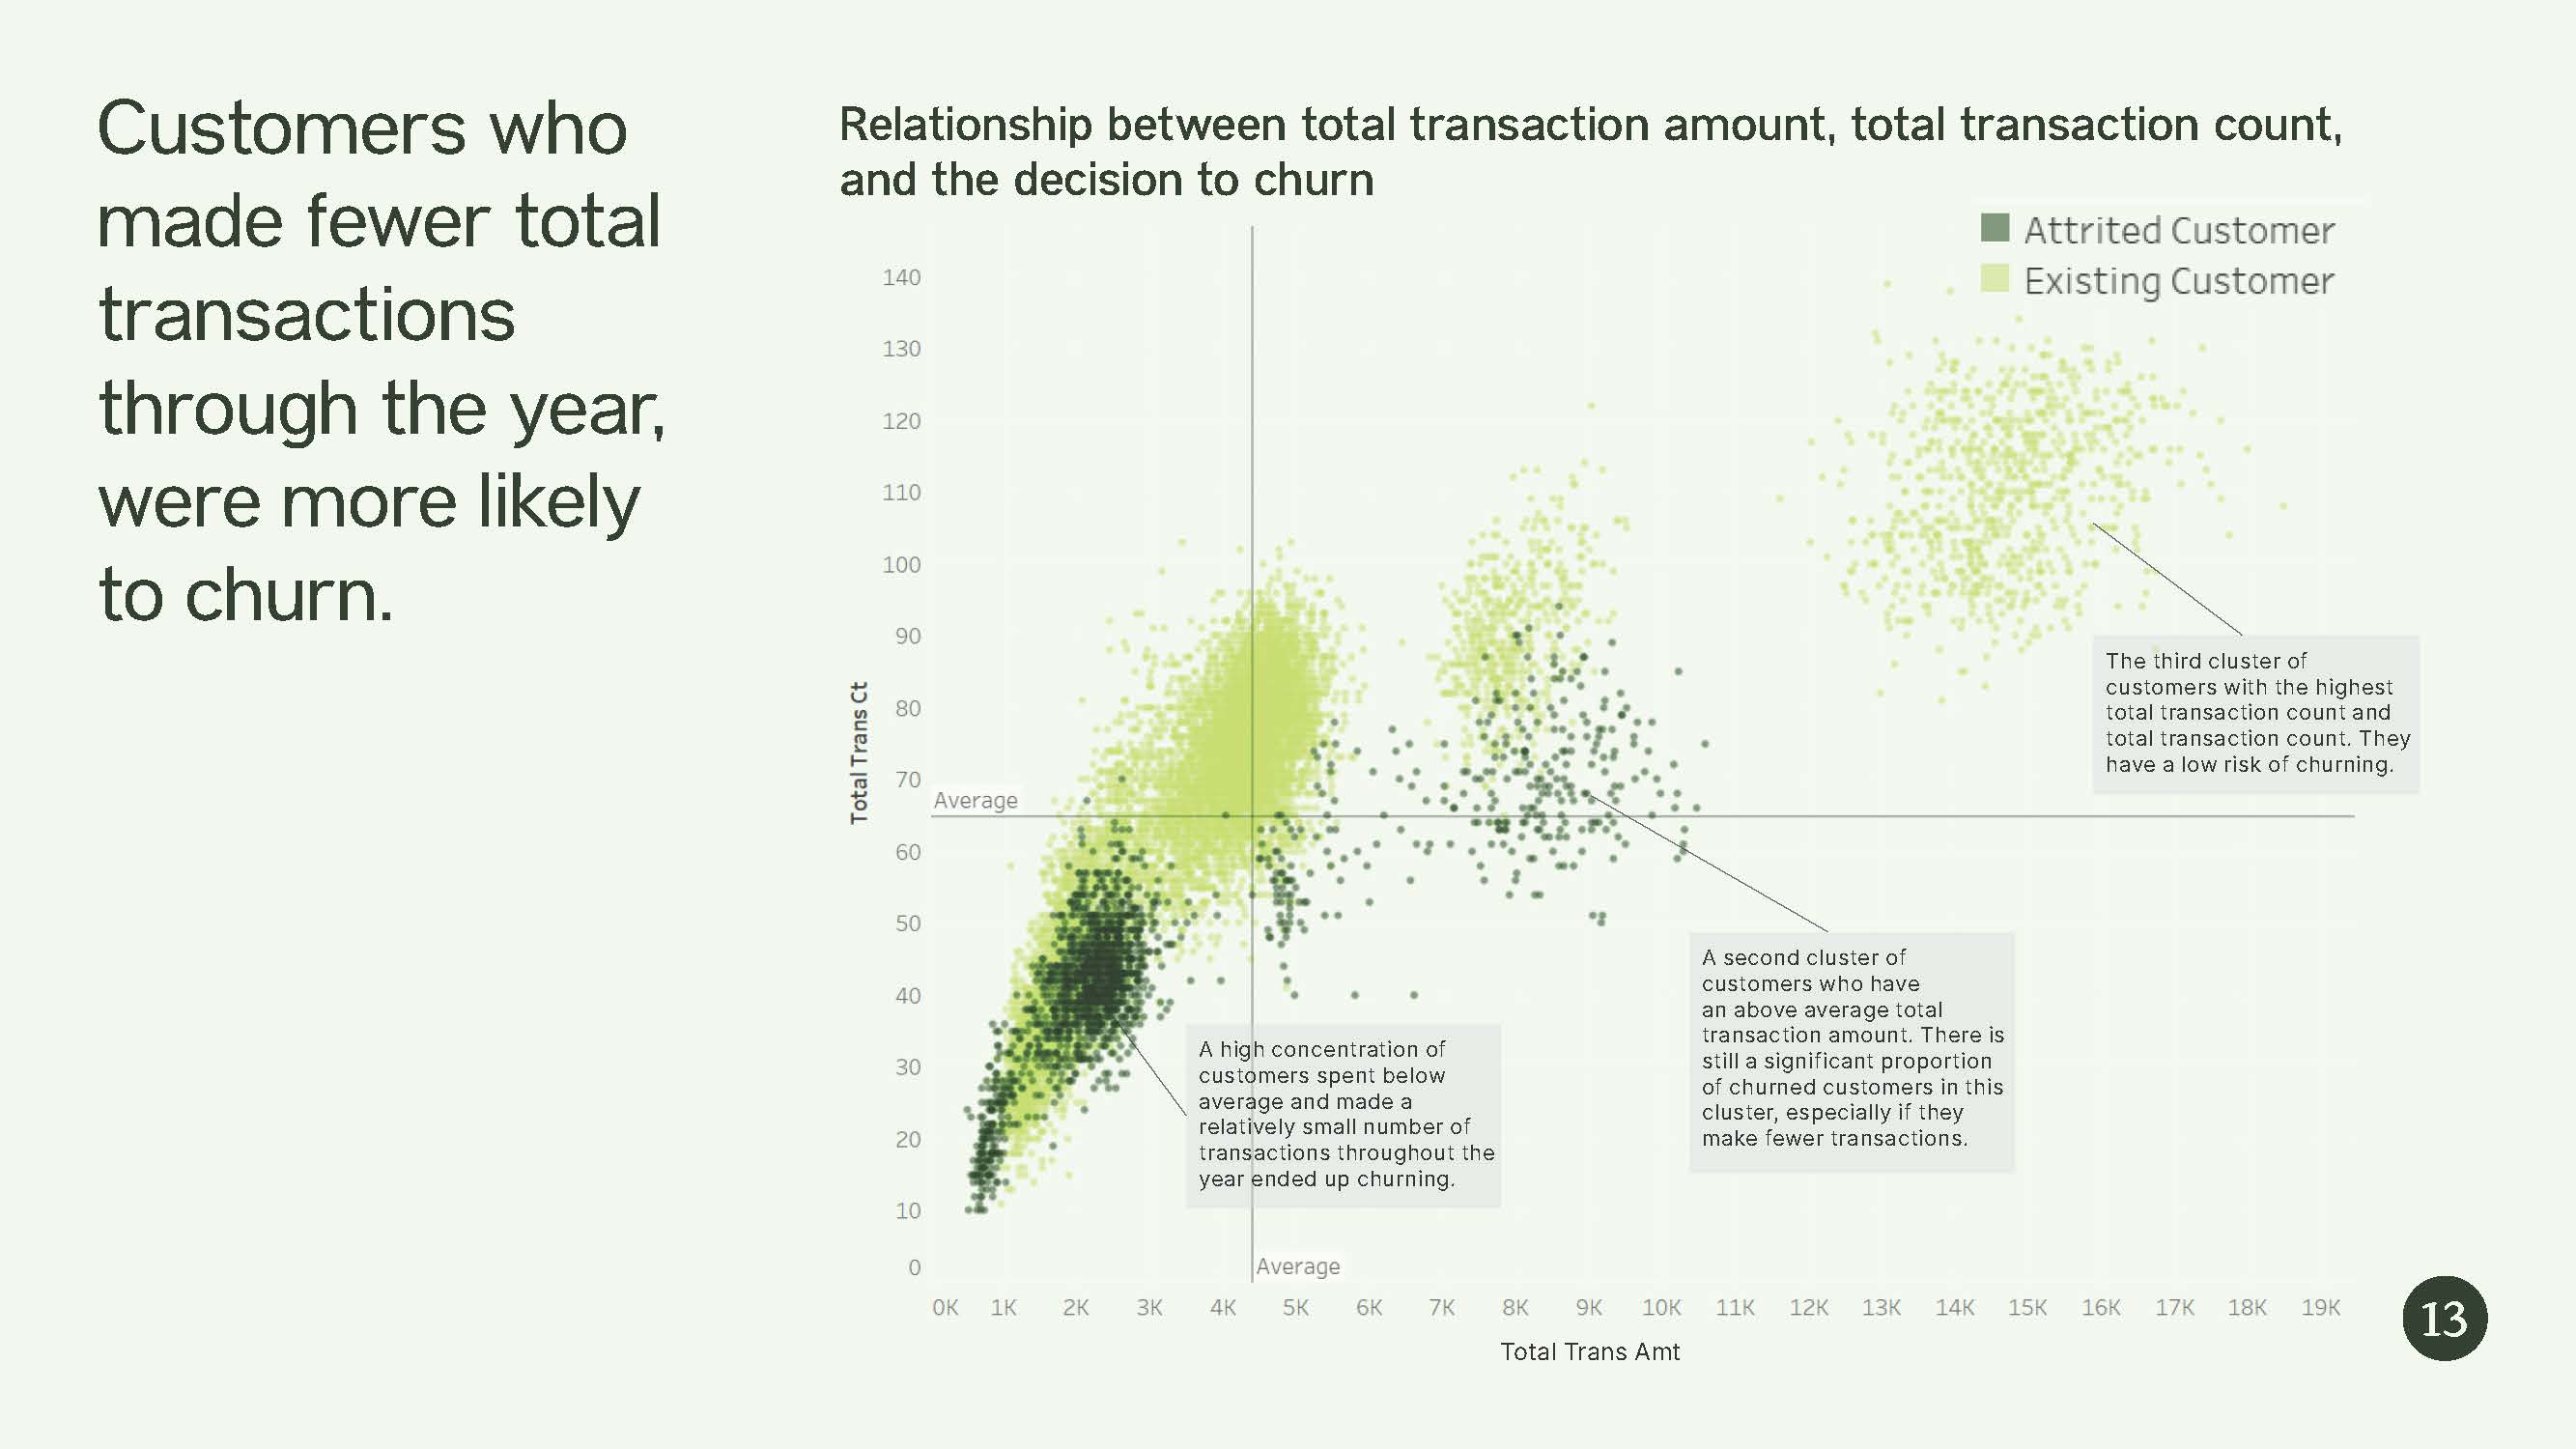 Customers who
made fewer total
transactions
through the year,
were more likely
to churn.
Relationship between total transaction amount, total transaction count,
and the decision to churn
Attrited Customer
Existing Customer
Total Trans Ct
140
130
120
110
100
90
80
70
60
50
40
30
20
10
0
Average
The third cluster of
customers with the highest
total transaction count and
total transaction count. They
have a low risk of churning.
A second cluster of
customers who have
an above average total
transaction amount. There is
still a significant proportion
of churned customers in this
cluster, especially if they
make fewer transactions.
A high concentration of
customers spent below
average and made a
relatively small number of
transactions throughout the
year ended up churning.
Average
0K 1K 2K 3K 4K 5K 6K 7K 8K 9K 10K 11K 12K 13K 14K 15K 16K 17K 18K 19K
Total Trans Amt
13